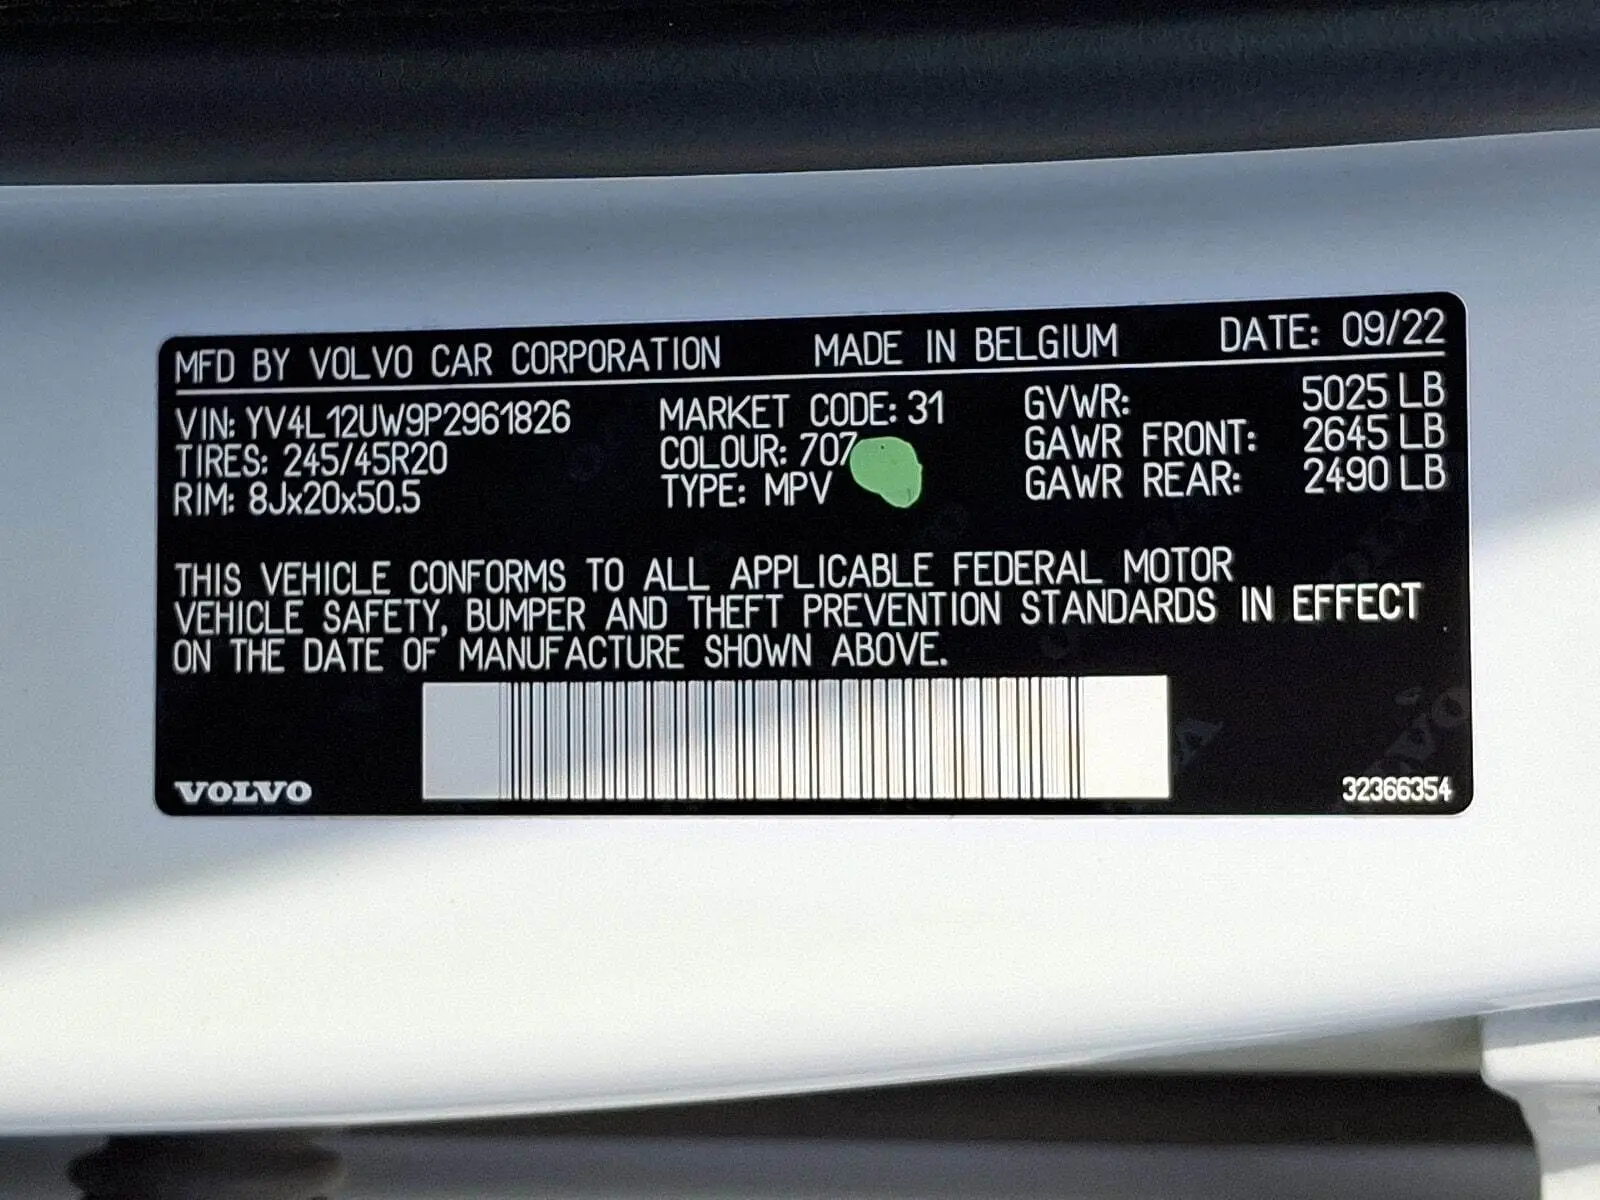 MFD BY VOLVO CAR CORPORATION MADE IN BELGIUM DATE: 09/22
VIN: YV4L12UW9P2961826 MARKET CODE: 31 GVWR: 5025 LB
TIRES: 245/45R20 COLOUR: 707 GAWR FRONT: 2645 LB
RIM: 8Jx20x50.5 TYPE: MPV GAWR REAR: 2490 LB
THIS VEHICLE CONFORMS TO ALL APPLICABLE FEDERAL MOTOR
VEHICLE SAFETY, BUMPER AND THEFT PREVENTION STANDARDS IN EFFECT
ON THE DATE OF MANUFACTURE SHOWN ABOVE.
VOLVO 32366354